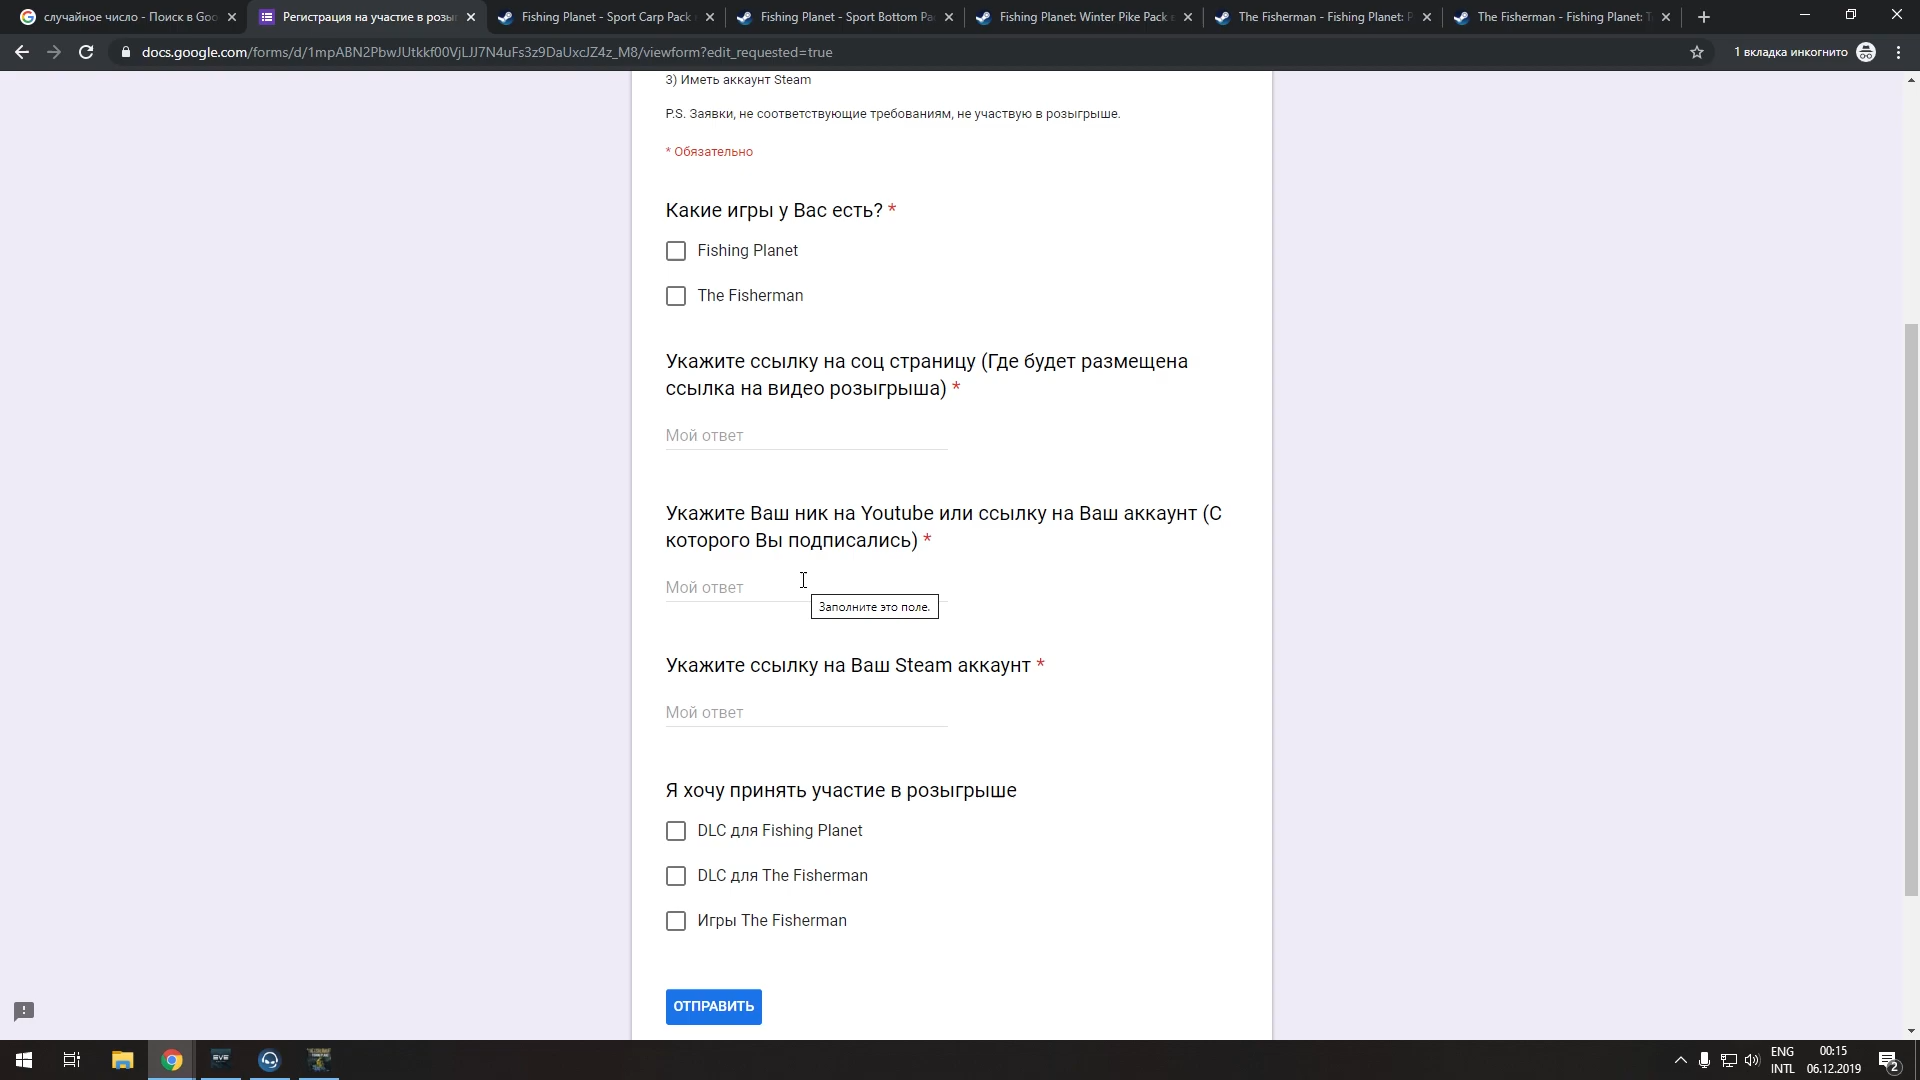 случайное число - Поиск в Goo
Регистрация на участие в розы
Fishing Planet - Sport Carp Pack
Fishing Planet - Sport Bottom Pa
Fishing Planet: Winter Pike Pack
The Fisherman - Fishing Planet: P
The Fisherman - Fishing Planet: T
docs.google.com/forms/d/1mpABN2PbwJUtkkf00VjLJJ7N4uFs3z9DaUxcJZ4z_M8/viewform?edit_requested=true
1 вкладка инкогнито
3) Иметь аккаунт Steam
P.S. Заявки, не соответствующие требованиям, не участвую в розыгрыше.
* Обязательно
Какие игры у Вас есть? *
Fishing Planet
The Fisherman
Укажите ссылку на соц страницу (Где будет размещена
ссылка на видео розыгрыша) *
Мой ответ
Укажите Ваш ник на Youtube или ссылку на Ваш аккаунт (С
которого Вы подписались) *
Мой ответ
Заполните это поле.
Укажите ссылку на Ваш Steam аккаунт *
Мой ответ
Я хочу принять участие в розыгрыше
DLC для Fishing Planet
DLC для The Fisherman
Игры The Fisherman
ОТПРАВИТЬ
EVE
ENG
INTL
00:15
06.12.2019
2